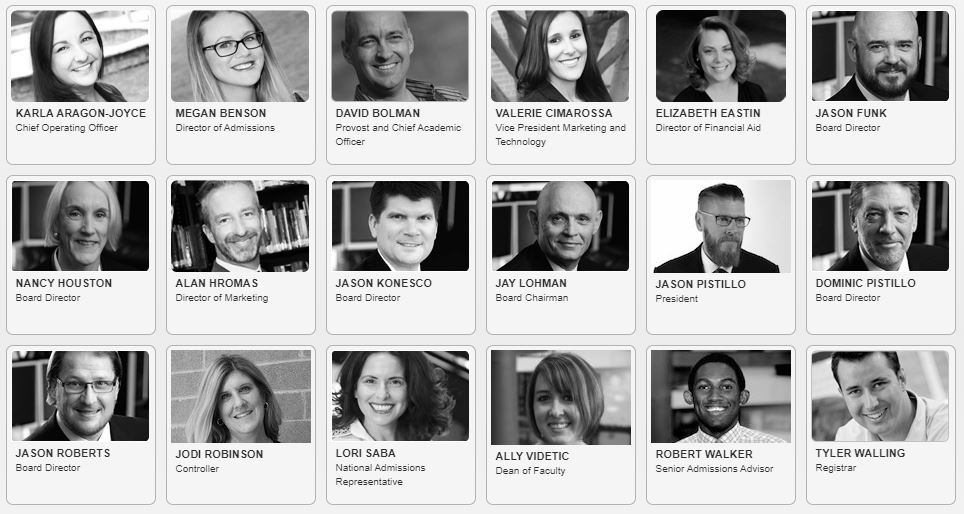 KARLA ARAGON-JOYCE
Chief Operating Officer
MEGAN BENSON
Director of Admissions
DAVID BOLMAN
Provost and Chief Academic
Officer
VALERIE CIMAROSSA
Vice President Marketing and
Technology
ELIZABETH EASTIN
Director of Financial Aid
JASON FUNK
Board Director
NANCY HOUSTON
Board Director
ALAN HROMAS
Director of Marketing
JASON KONESCO
Board Director
JAY LOHMAN
Board Chairman
JASON PISTILLO
President
DOMINIC PISTILLO
Board Director
JASON ROBERTS
Board Director
JODI ROBINSON
Controller
LORI SABA
National Admissions
Representative
ALLY VIDETIC
Dean of Faculty
ROBERT WALKER
Senior Admissions Advisor
TYLER WALLING
Registrar